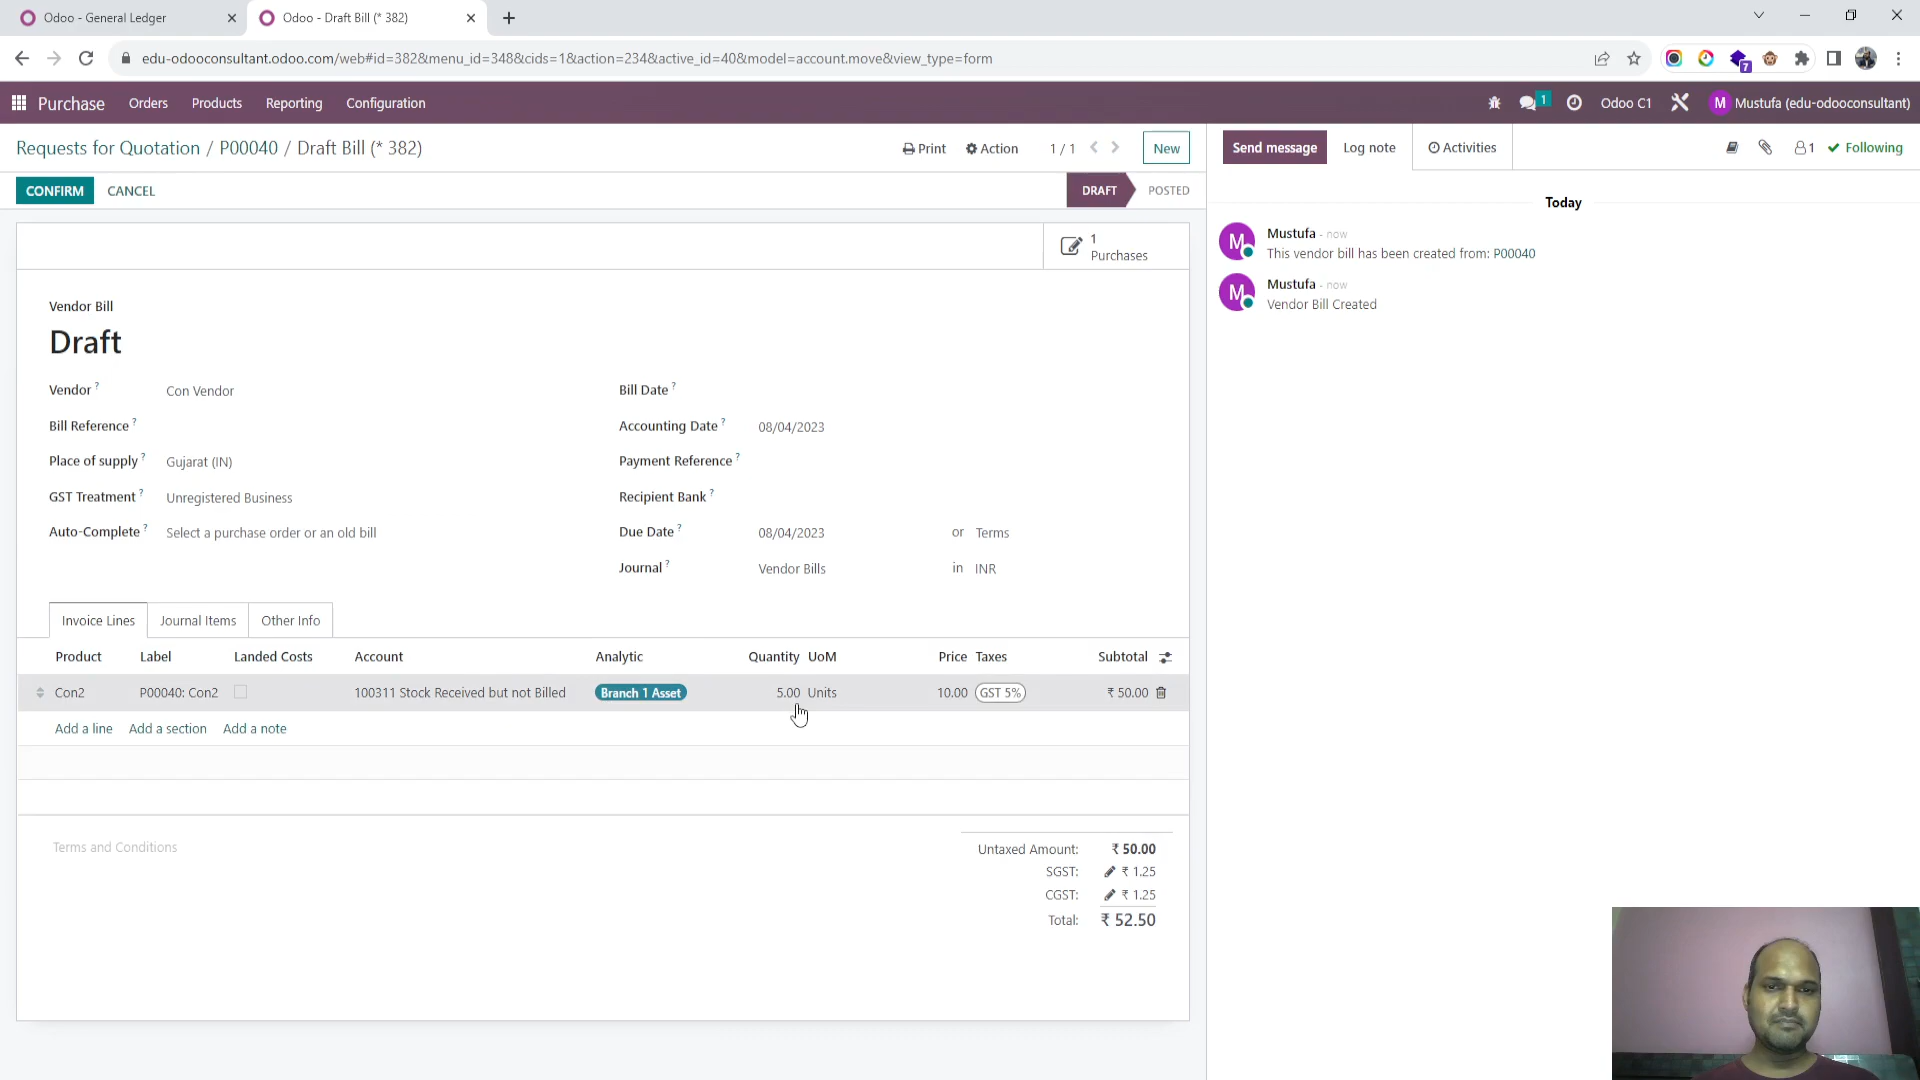 Odoo - General Ledger
Odoo - Draft Bill (* 382)
edu-odooconsultant.odoo.com/web#id=382&menu_id=348&cids=1&action=234&active_id=40&model=account.move&view_type=form
7
Purchase Orders Products Reporting Configuration
1 Odoo C1 M Mustufa (edu-odooconsultant)
Requests for Quotation / P00040 / Draft Bill (* 382)
Print Action 1 / 1 New
Send message Log note Activities 1 Following
CONFIRM CANCEL DRAFT POSTED
Today
1
Purchases
M Mustufa - now
This vendor bill has been created from: P00040
M Mustufa - now
Vendor Bill Created
Vendor Bill
Draft
Vendor ? Con Vendor Bill Date ?
Bill Reference ? Accounting Date ? 08/04/2023
Place of supply ? Gujarat (IN) Payment Reference ?
GST Treatment ? Unregistered Business Recipient Bank ?
Auto-Complete ? Select a purchase order or an old bill Due Date ? 08/04/2023 or Terms
Journal ? Vendor Bills in INR
Invoice Lines Journal Items Other Info
Product Label Landed Costs Account Analytic Quantity UoM Price Taxes Subtotal
Con2 P00040: Con2 100311 Stock Received but not Billed Branch 1 Asset 5.00 Units 10.00 GST 5% ₹ 50.00
Add a line Add a section Add a note
Terms and Conditions
Untaxed Amount: ₹ 50.00
SGST: ₹ 1.25
CGST: ₹ 1.25
Total: ₹ 52.50